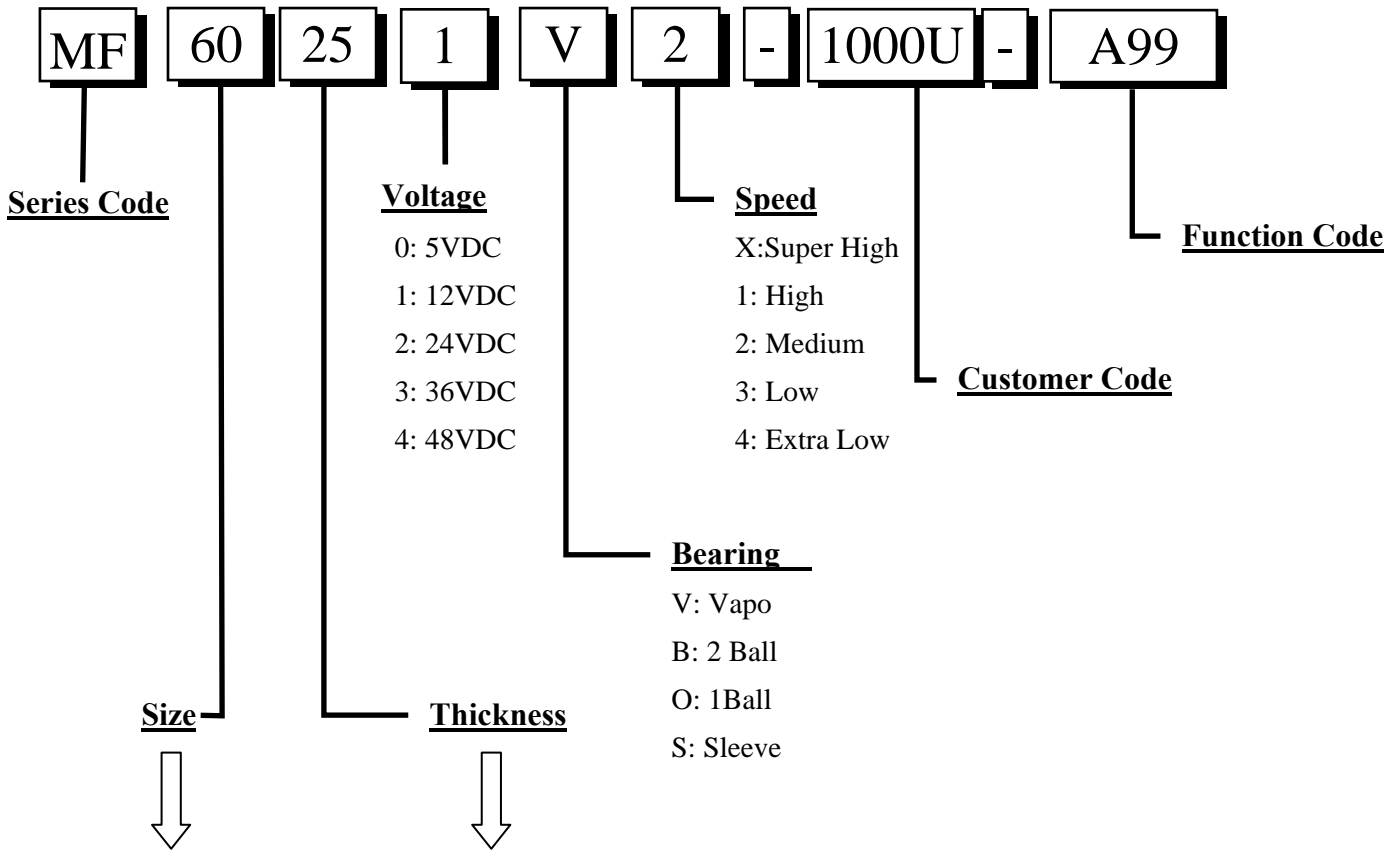 MF 60 25 1 V 2 - 1000U - A99
Series Code
Voltage
0: 5VDC
1: 12VDC
2: 24VDC
3: 36VDC
4: 48VDC
Speed
X:Super High
1: High
2: Medium
3: Low
4: Extra Low
Function Code
Customer Code
Bearing
V: Vapo
B: 2 Ball
O: 1Ball
S: Sleeve
Size
Thickness